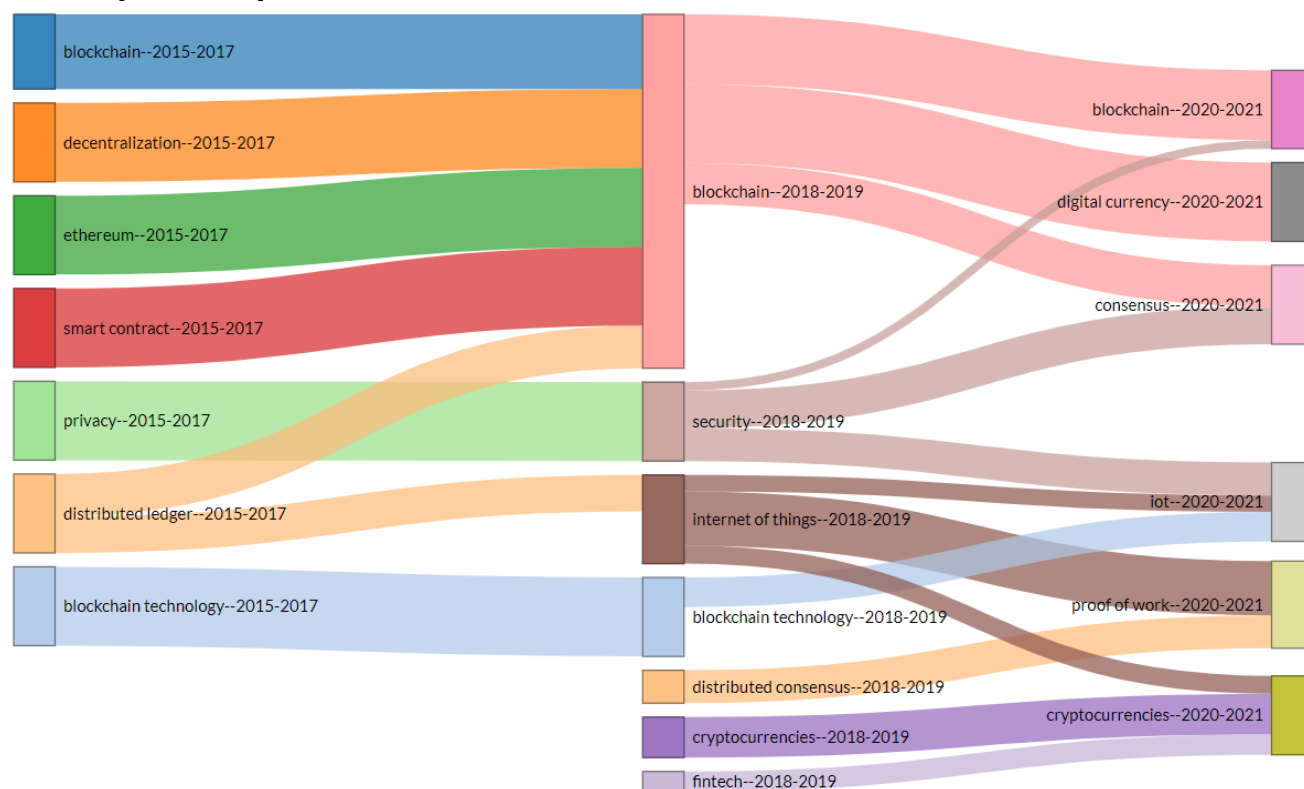 blockchain--2015-2017
decentralization--2015-2017
ethereum--2015-2017
smart contract--2015-2017
privacy--2015-2017
distributed ledger--2015-2017
blockchain technology--2015-2017
blockchain--2018-2019
security--2018-2019
internet of things--2018-2019
blockchain technology--2018-2019
distributed consensus--2018-2019
cryptocurrencies--2018-2019
fintech--2018-2019
blockchain--2020-2021
digital currency--2020-2021
consensus--2020-2021
iot--2020-2021
proof of work--2020-2021
cryptocurrencies--2020-2021